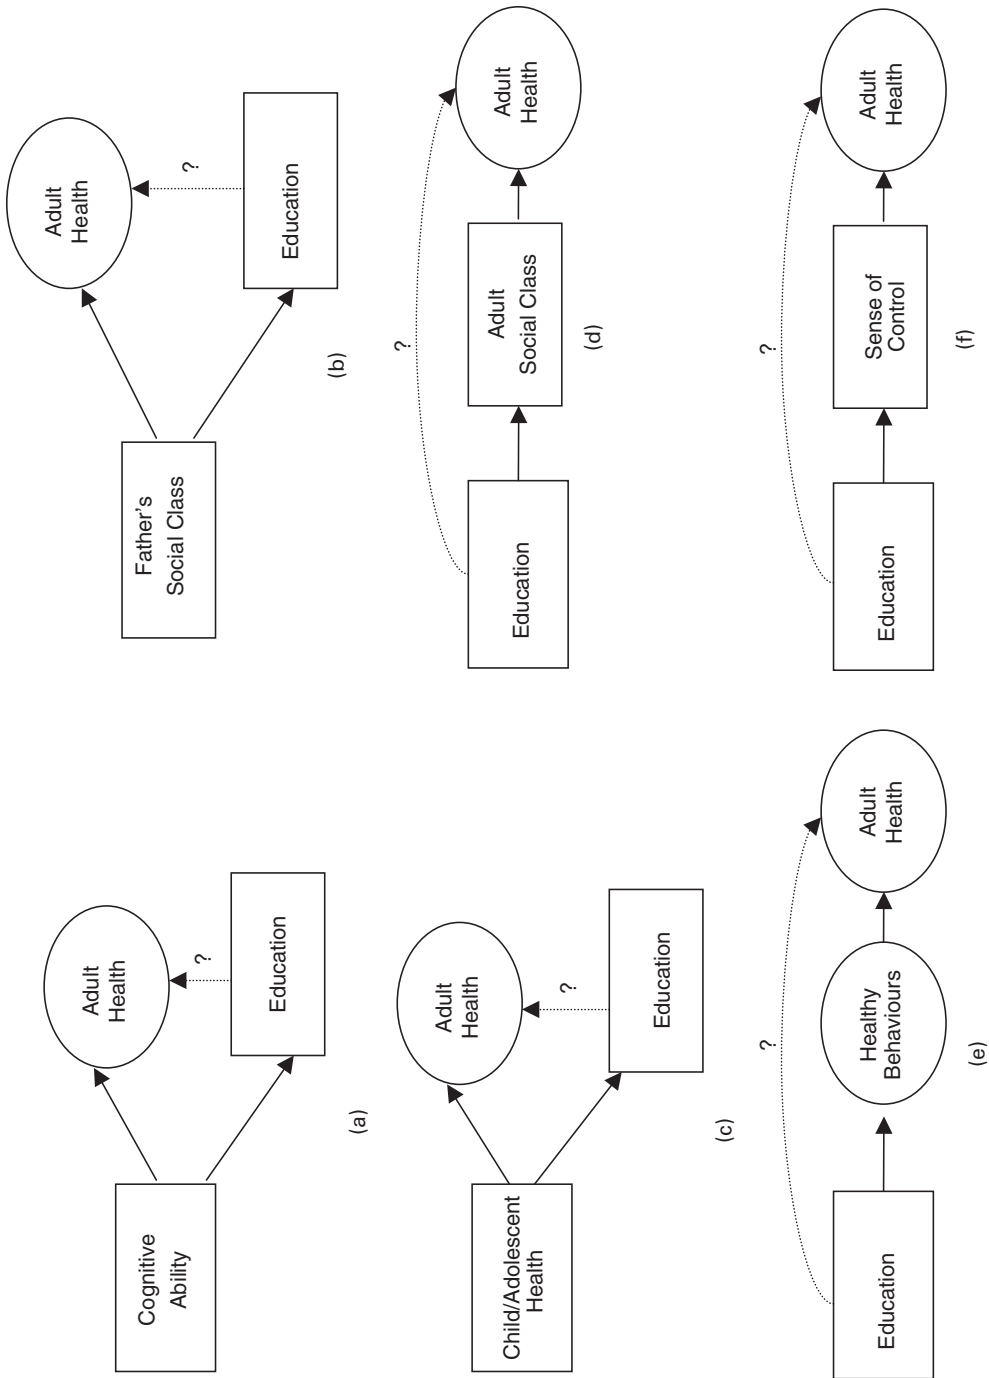 Cognitive
Ability
Adult
Health
?
Education
(a)
Father's
Social Class
Adult
Health
?
Education
(b)
Child/Adolescent
Health
Adult
Health
?
Education
(c)
?
Education
Adult
Social Class
Adult
Health
(d)
?
Education
Healthy
Behaviours
Adult
Health
(e)
?
Education
Sense of
Control
Adult
Health
(f)